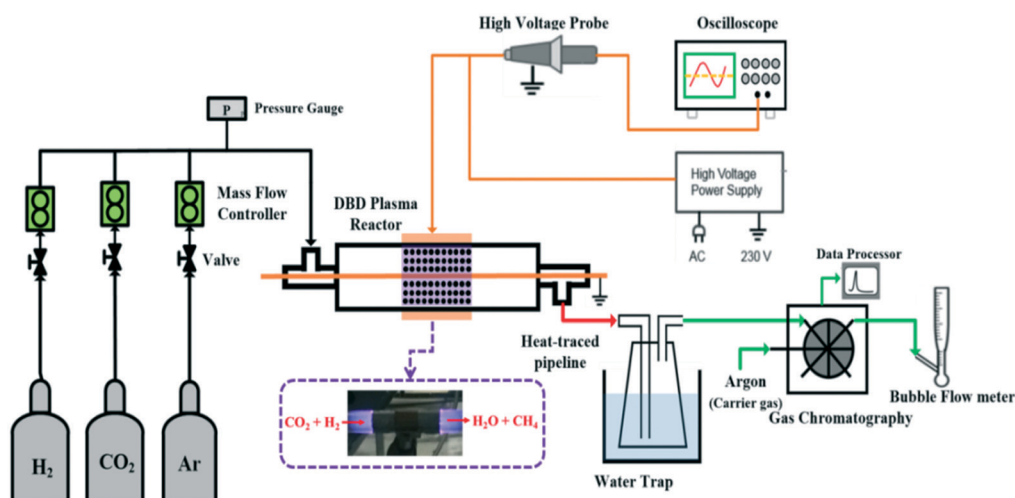 High Voltage Probe
Oscilloscope
P
Pressure Gauge
High Voltage
Power Supply
AC
230 V
Mass Flow
Controller
DBD Plasma
Reactor
Valve
Data Processor
Heat-traced
pipeline
Argon
(Carrier gas)
Gas Chromatography
Bubble Flow meter
CO₂ + H₂
H₂O + CH₄
Water Trap
H₂
CO₂
Ar